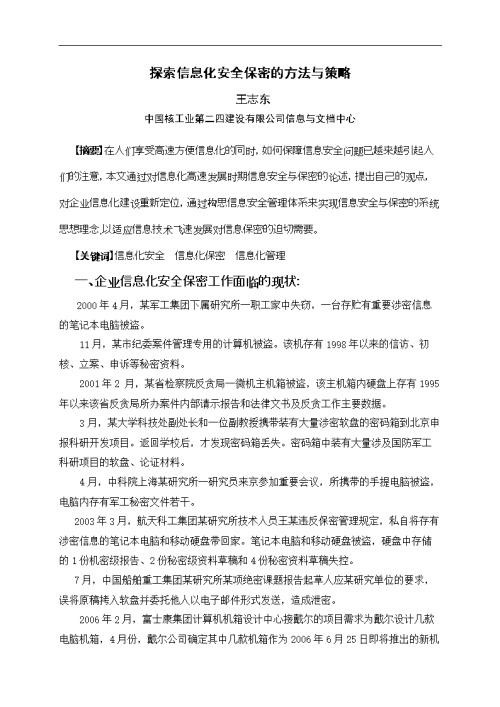 探索信息化安全保密的方法与策略
王志东
中国核工业第二四建设有限公司信息与文档中心
【摘要】在人们享受高速方便信息化的同时,如何保障信息安全问题已越来越引起人
们的注意,本文通过对信息化高速发展时期信息安全与保密的论述,提出自己的观点,
对企业信息化建设重新定位,通过构思信息安全管理体系来实现信息安全与保密的系统
思想理念,以适应信息技术飞速发展对信息保密的迫切需要。
【关键词】信息化安全 信息化保密 信息化管理
一、企业信息化安全保密工作面临的现状:
2000年4月,某军工集团下属研究所一职工家中失窃,一台存贮有重要涉密信息
的笔记本电脑被盗。
11月,某市纪委案件管理专用的计算机被盗。该机存有1998年以来的信访、初
核、立案、申诉等秘密资料。
2001年2 月,某省检察院反贪局一微机主机箱被盗,该主机箱内硬盘上存有1995
年以来该省反贪局所办案件内部请示报告和法律文书及反贪工作主要数据。
3月,某大学科技处副处长和一位副教授携带装有大量涉密软盘的密码箱到北京申
报科研开发项目。返回学校后,才发现密码箱丢失。密码箱中装有大量涉及国防军工
科研项目的软盘、论证材料。
4月,中科院上海某研究所一研究员来京参加重要会议,所携带的手提电脑被盗,
电脑内存有军工秘密文件若干。
2003年3月,航天科工集团某研究所技术人员王某违反保密管理规定,私自将存有
涉密信息的笔记本电脑和移动硬盘带回家。笔记本电脑和移动硬盘被盗,硬盘中存储
的1份机密级报告、2份秘密级资料草稿和4份秘密资料草稿失控。
7月,中国船舶重工集团某研究所某项绝密课题报告起草人应某研究单位的要求,
误将原稿拷入软盘并委托他人以电子邮件形式发送,造成泄密。
2006年2月,富士康集团计算机机箱设计中心接戴尔的项目需求为戴尔设计几款
电脑机箱,4月份,戴尔公司确定其中几款机箱作为2006年6月25日即将推出的新机